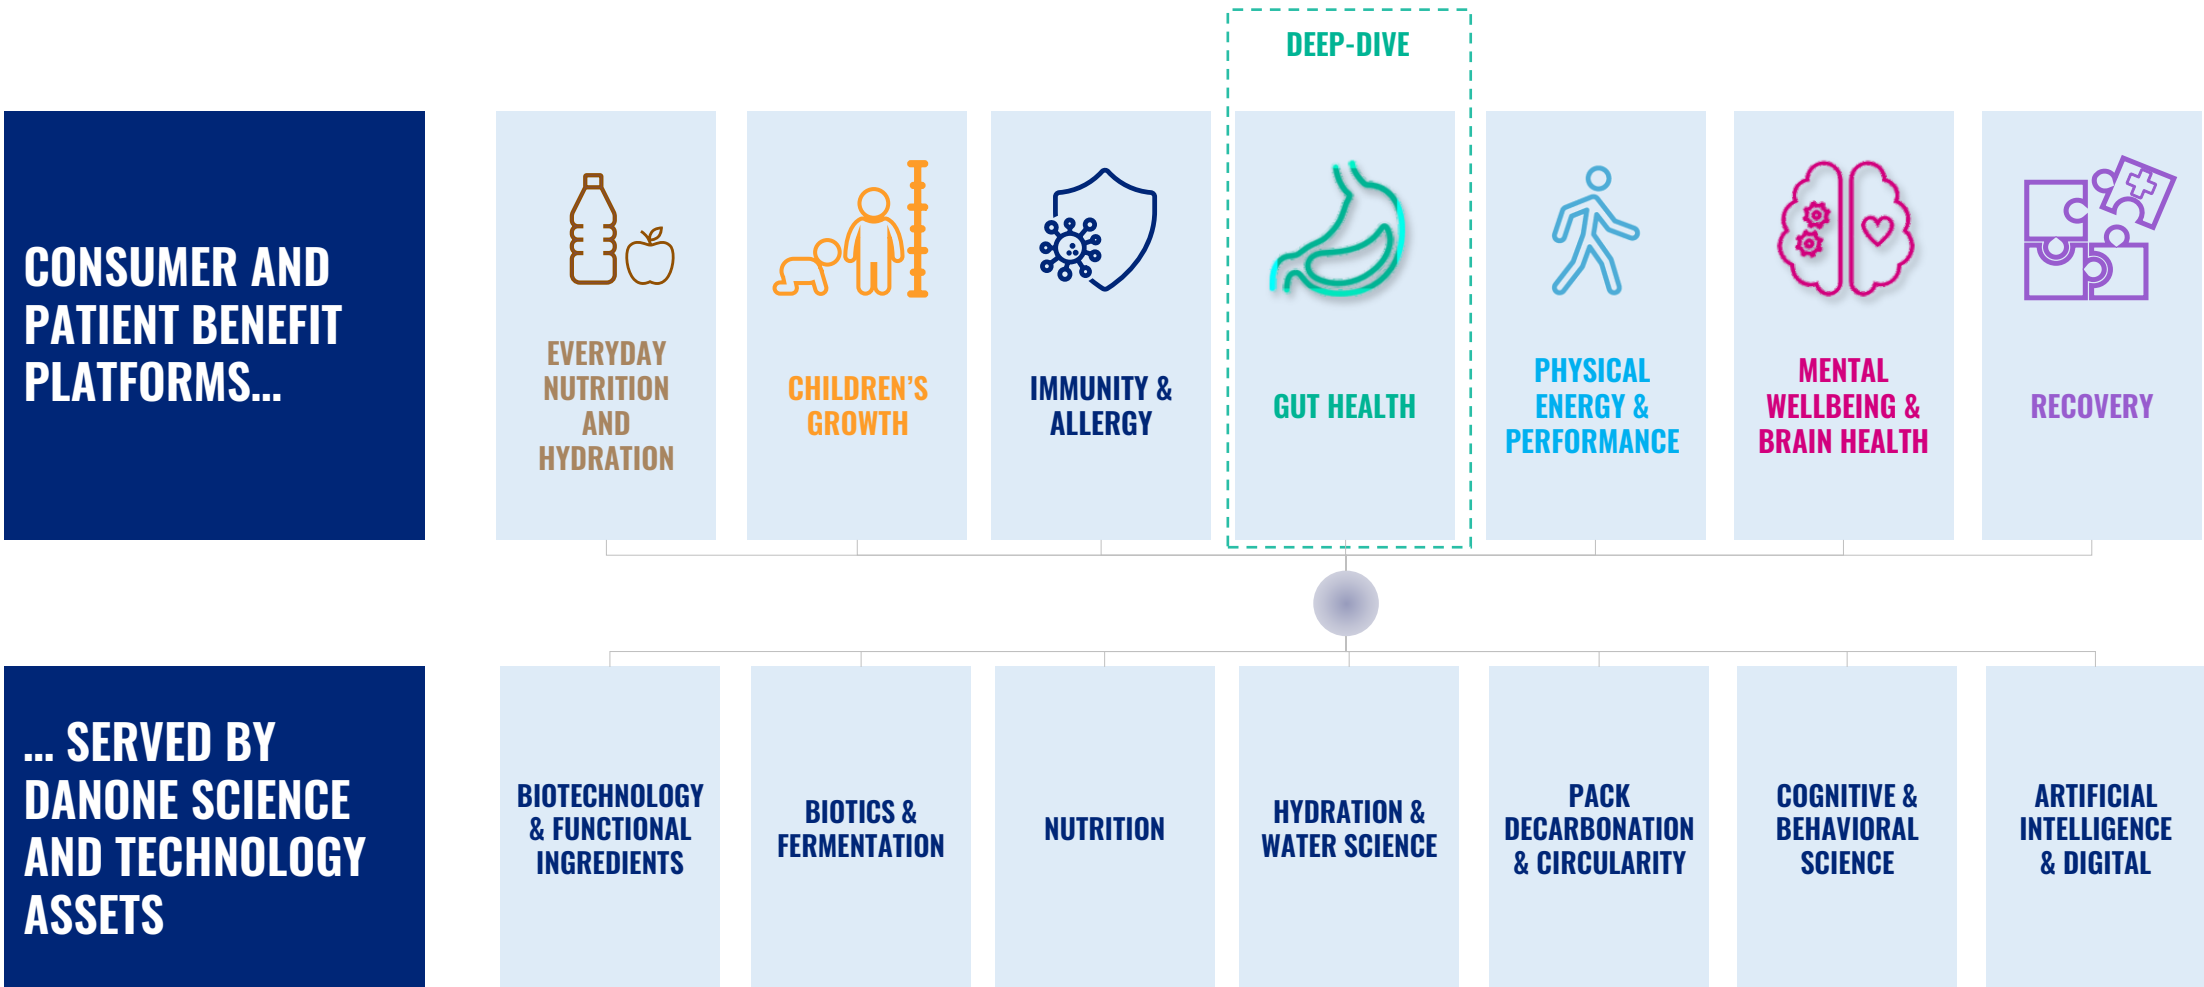 DEEP-DIVE
CONSUMER AND
PATIENT BENEFIT
PLATFORMS...
EVERYDAY
NUTRITION
AND
HYDRATION
CHILDREN'S
GROWTH
IMMUNITY &
ALLERGY
GUT HEALTH
PHYSICAL
ENERGY &
PERFORMANCE
MENTAL
WELLBEING &
BRAIN HEALTH
RECOVERY
... SERVED BY
DANONE SCIENCE
AND TECHNOLOGY
ASSETS
BIOTECHNOLOGY
& FUNCTIONAL
INGREDIENTS
BIOTICS &
FERMENTATION
NUTRITION
HYDRATION &
WATER SCIENCE
PACK
DECARBONATION
& CIRCULARITY
COGNITIVE &
BEHAVIORAL
SCIENCE
ARTIFICIAL
INTELLIGENCE
& DIGITAL